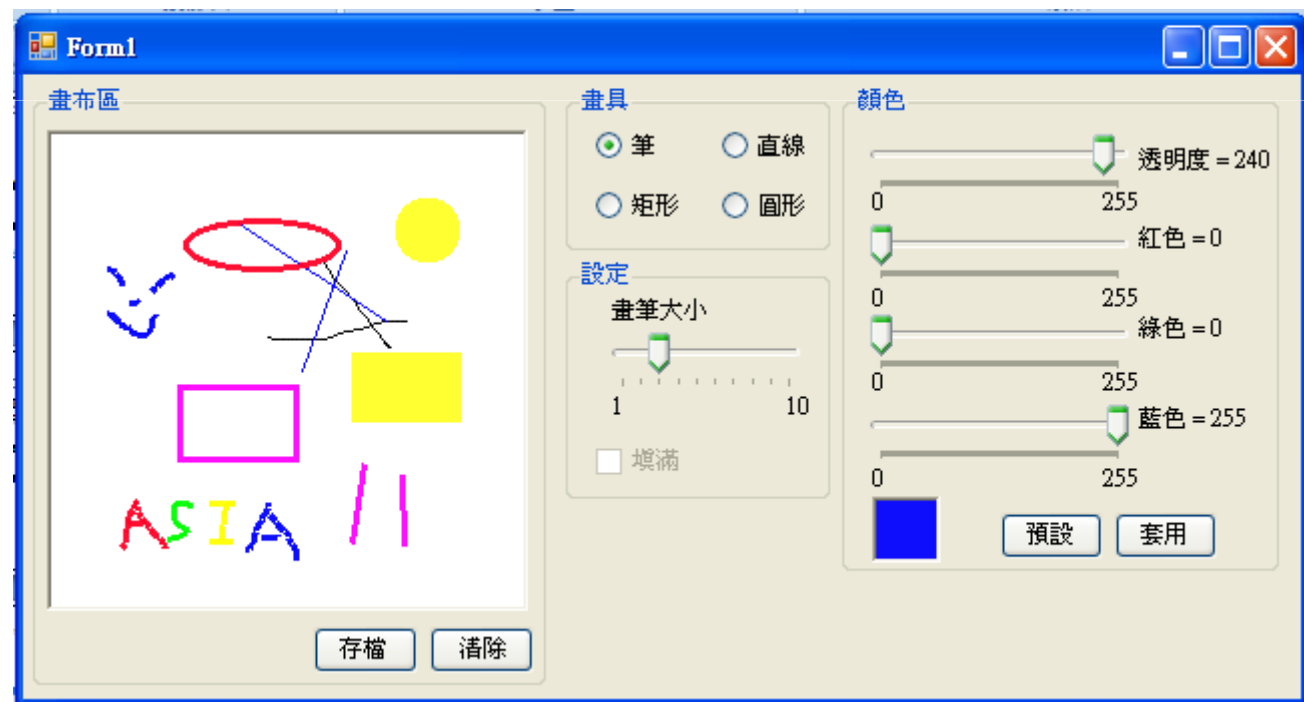 Form1
畫布區
ASIA
存檔
清除
畫具
筆
直線
矩形
圓形
設定
畫筆大小
1
10
填滿
顏色
透明度 = 240
0
255
紅色 = 0
0
255
綠色 = 0
0
255
藍色 = 255
0
255
預設
套用